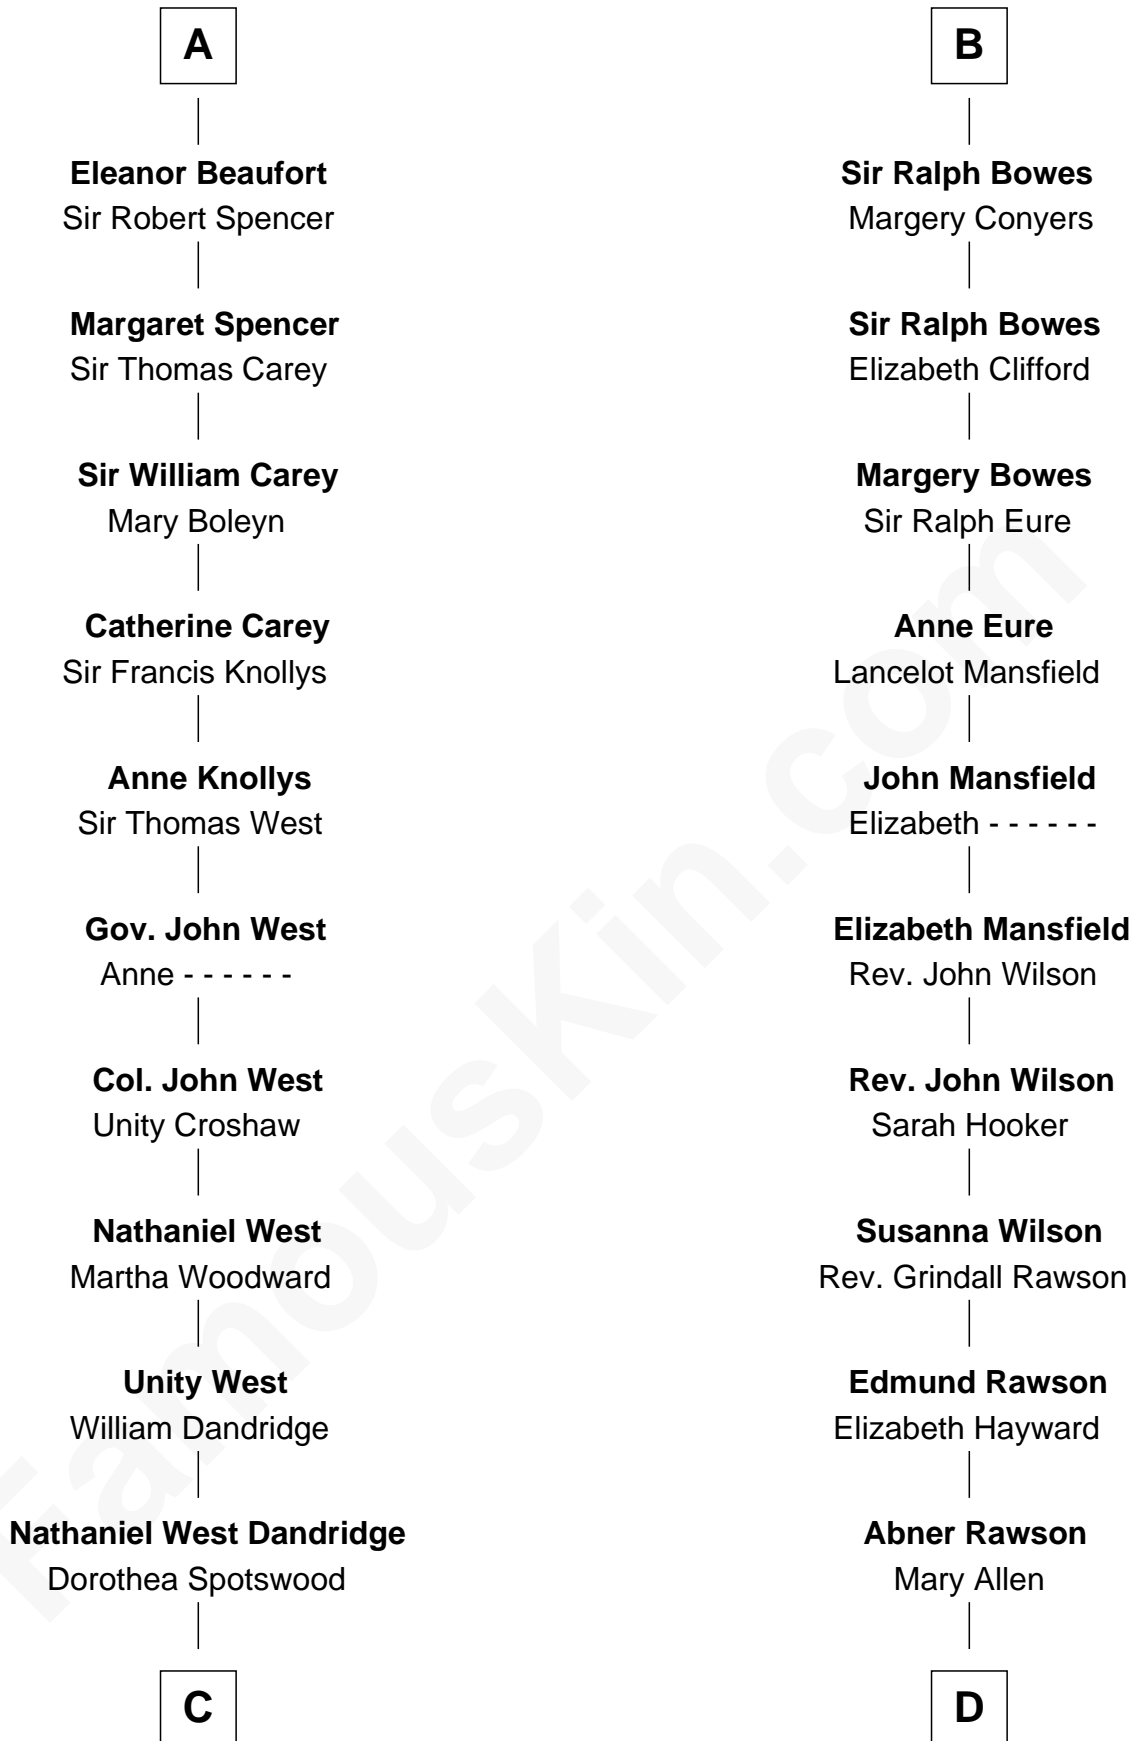 A
Eleanor Beaufort
Sir Robert Spencer
Margaret Spencer
Sir Thomas Carey
Sir William Carey
Mary Boleyn
Catherine Carey
Sir Francis Knollys
Anne Knollys
Sir Thomas West
Gov. John West
Anne - - - - - -
Col. John West
Unity Croshaw
Nathaniel West
Martha Woodward
Unity West
William Dandridge
Nathaniel West Dandridge
Dorothea Spotswood
C
B
Sir Ralph Bowes
Margery Conyers
Sir Ralph Bowes
Elizabeth Clifford
Margery Bowes
Sir Ralph Eure
Anne Eure
Lancelot Mansfield
John Mansfield
Elizabeth - - - - - -
Elizabeth Mansfield
Rev. John Wilson
Rev. John Wilson
Sarah Hooker
Susanna Wilson
Rev. Grindall Rawson
Edmund Rawson
Elizabeth Hayward
Abner Rawson
Mary Allen
D
FamousKin.com